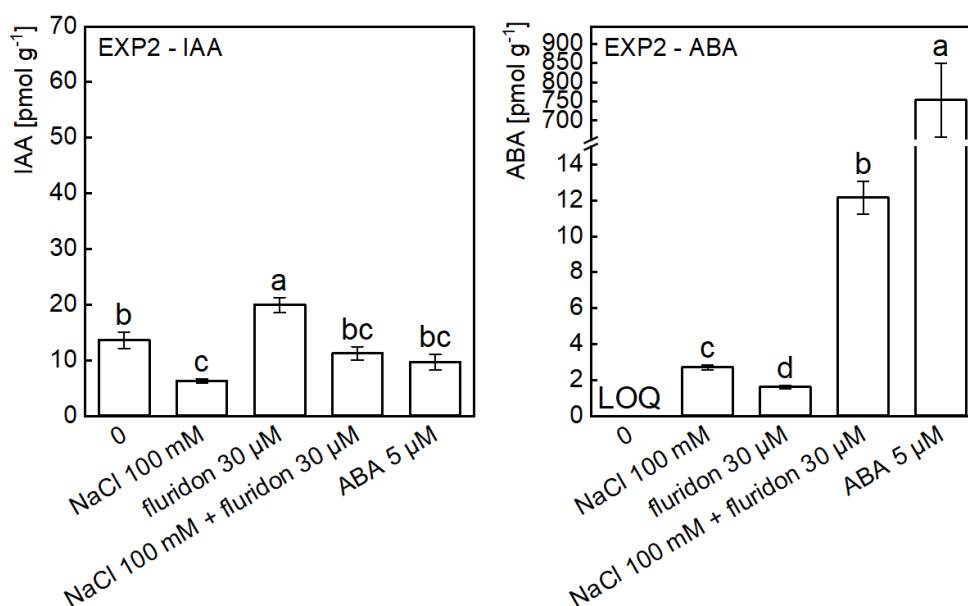 EXP2 - IAA
IAA [pmol g⁻¹]
70
60
50
40
30
20
10
0
b
c
a
bc
bc
0
NaCl 100 mM
fluridon 30 µM
NaCl 100 mM + fluridon 30 µM
ABA 5 µM
EXP2 - ABA
ABA [pmol g⁻¹]
900
850
800
750
700
14
12
10
8
6
4
2
0
LOQ
c
d
b
a
0
NaCl 100 mM
fluridon 30 µM
NaCl 100 mM + fluridon 30 µM
ABA 5 µM